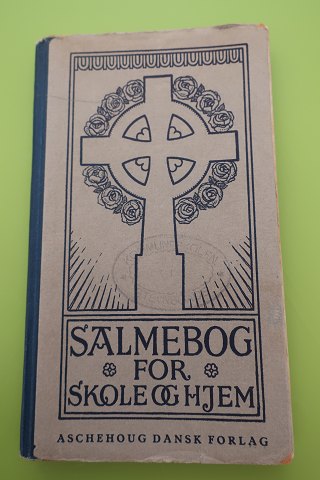 SALMEBOG
FOR
SKOLE OG HJEM
ASCHEHOUG DANSK FORLAG